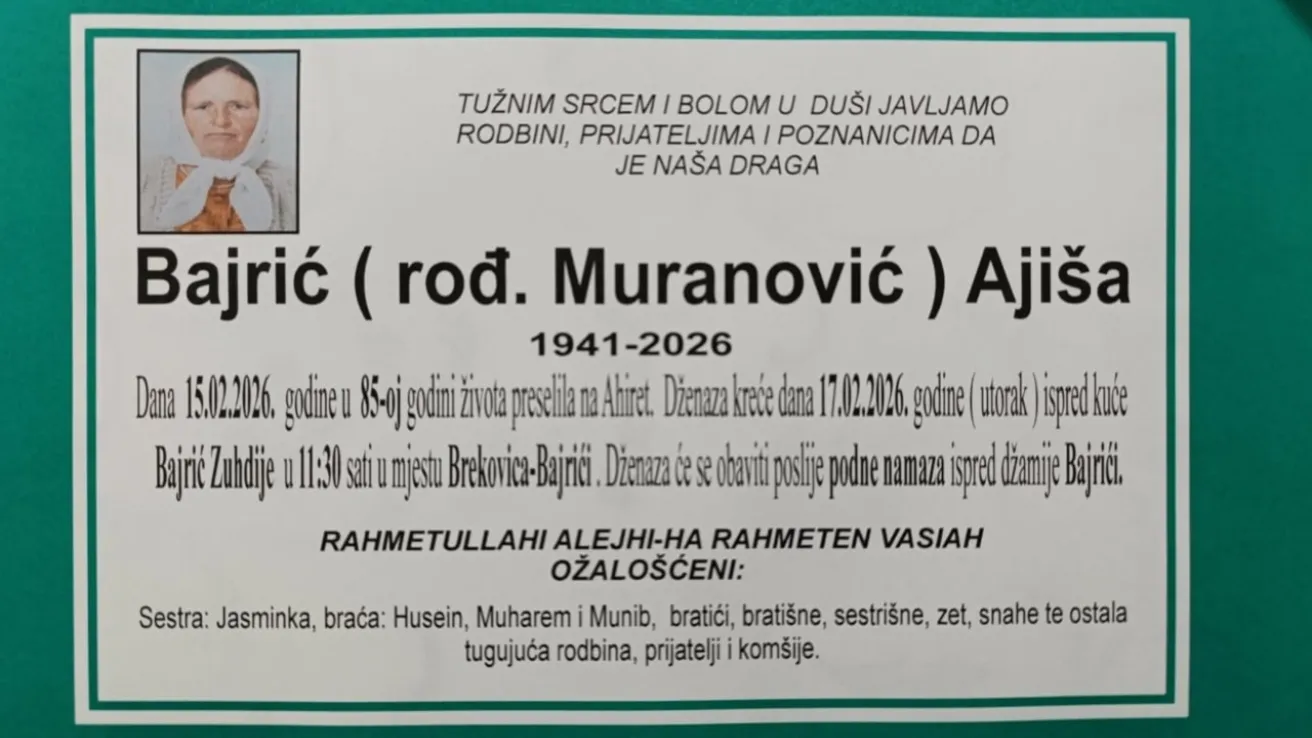 TUŽNIM SRCEM I BOLOM U DUŠI JAVLJAMO
RODBINI, PRIJATELJIMA I POZNANICIMA DA
JE NAŠA DRAGA
Bajrić ( rođ. Muranović ) Ajiša
1941-2026
Dana 15.02.2026. godine u 85-oj godini života preselila na Ahiret. Dženaza kreće dana 17.02.2026. godine ( utorak ) ispred kuće
Bajrić Zuhdije u 11:30 sati u mjestu Brekovica-Bajrići . Dženaza će se obaviti poslije podne namaza ispred džamije Bajrići.
RAHMETULLAHI ALEJHI-HA RAHMETEN VASIAH
OŽALOŠĆENI:
Sestra: Jasminka, braća: Husein, Muharem i Munib, bratići, bratišne, sestrišne, zet, snahe te ostala
tugujuća rodbina, prijatelji i komšije.